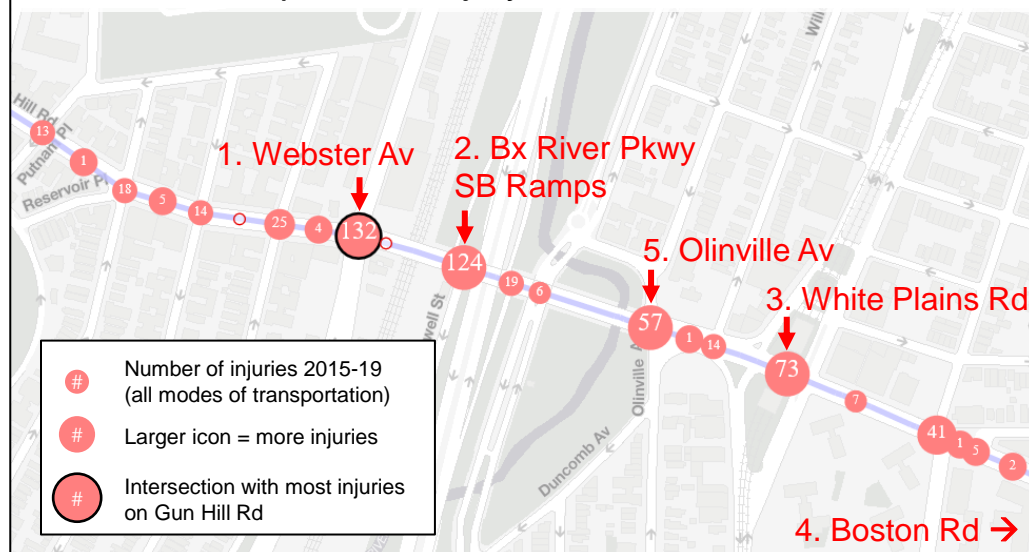 Hill Rd
Putnam Pl
Reservoir Pl
13
1
18
5
14
25
4
1. Webster Av
132
2. Bx River Pkwy
SB Ramps
124
19
6
5. Olinville Av
57
1
14
3. White Plains Rd
73
7
41
1
5
2
4. Boston Rd →
Duncomb Av
Olinville A
well St
Will
# Number of injuries 2015-19
(all modes of transportation)
# Larger icon = more injuries
# Intersection with most injuries
on Gun Hill Rd